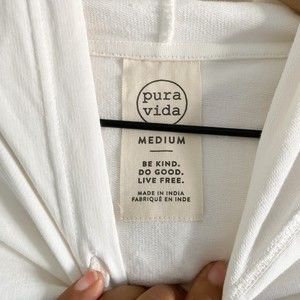 pura
vida
MEDIUM
BE KIND.
DO GOOD.
LIVE FREE.
MADE IN INDIA
FABRIQUÉ EN INDE